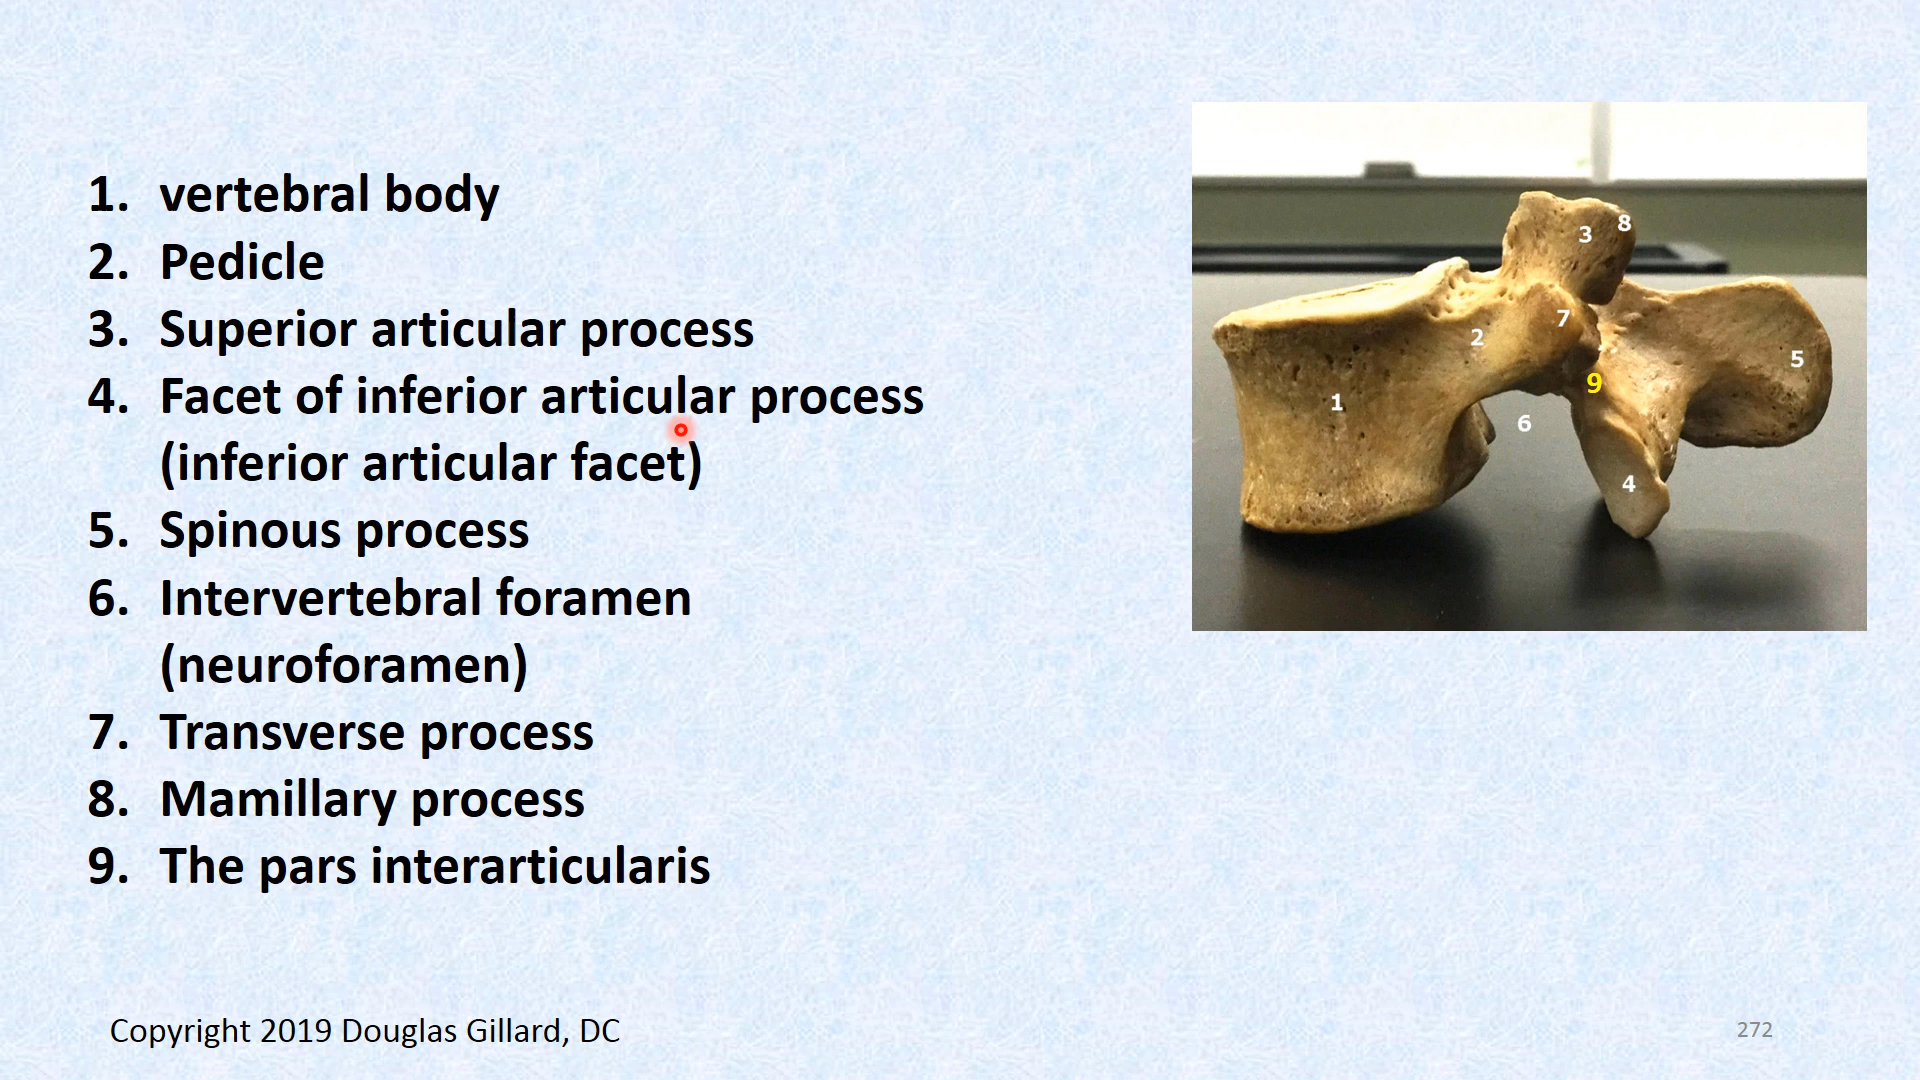 1. vertebral body
2. Pedicle
3. Superior articular process
4. Facet of inferior articular process
(inferior articular facet)
5. Spinous process
6. Intervertebral foramen
(neuroforamen)
7. Transverse process
8. Mamillary process
9. The pars interarticularis
8
3
7
2
5
9
1
6
4
Copyright 2019 Douglas Gillard, DC
272